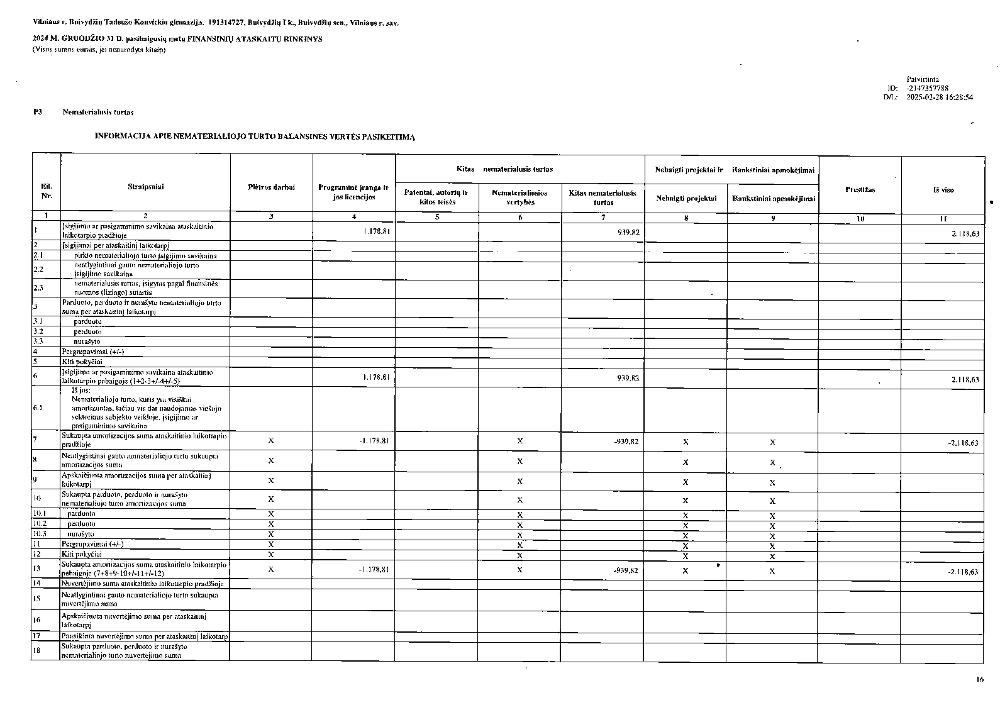 Vilniaus r. Buivydžių Tadeušo Konvickio gimnazija, 191314727, Buivydžių I k., Buivydžių sen., Vilniaus r. sav.
2024 M. GRUODŽIO 31 D. pasibaigusių metų FINANSINIŲ ATASKAITŲ RINKINYS
(Visos sumos eurais, jei nenurodyta kitaip)
Patvirtinta
ID: -2147357788
D/L: 2025-02-28 16:28:54
P3 Nematerialusis turtas
INFORMACIJA APIE NEMATERIALIOJO TURTO BALANSINĖS VERTĖS PASIKEITIMĄ
Kitas nematerialusis turtas Nebaigti projektai ir išankstiniai apmokėjimai
Eil. Nr. Straipsniai Plėtros darbai Programinė įranga ir jos licencijos Patentai, autorių ir kitos teisės Nematerialiosios vertybės Kitas nematerialusis turtas Nebaigti projektai Išankstiniai apmokėjimai Prestižas Iš viso
1 2 3 4 5 6 7 8 9 10 11
1 Įsigijimo ar pasigaminimo savikaina ataskaitinio
laikotarpio pradžioje 1.178,81 939,82 2.118,63
2 Įsigijimai per ataskaitinį laikotarpį
2.1 pirkto nematerialiojo turto įsigijimo savikaina
2.2 neatlygintinai gauto nematerialiojo turto
įsigijimo savikaina
2.3 nematerialusis turtas, įsigytas pagal finansinės
nuomos (lizingo) sutartis
3 Parduoto, perduoto ir nurašyto nematerialiojo turto
suma per ataskaitinį laikotarpį
3.1 parduoto
3.2 perduoto
3.3 nurašyto
4 Pergrupavimai (+/-)
5 Kiti pokyčiai
6 Įsigijimo ar pasigaminimo savikaina ataskaitinio
laikotarpio pabaigoje (1+2-3+/-4+/-5) 1.178,81 939,82 2.118,63
Iš jos:
Nematerialiojo turto, kuris yra visiškai
6.1 amortizuotas, tačiau vis dar naudojamas viešojo
sektoriaus subjekto veikloje, įsigijimo ar
pasigaminimo savikaina
7 Sukaupta amortizacijos suma ataskaitinio laikotarpio
pradžioje X -1.178,81 X -939,82 X X -2.118,63
8 Neatlygintinai gauto nematerialiojo turto sukaupta
amortizacijos suma X X X X
9 Apskaičiuota amortizacijos suma per ataskaitinį
laikotarpį X X X X
10 Sukaupta parduoto, perduoto ir nurašyto
nematerialiojo turto amortizacijos suma X X X X
10.1 parduoto X X X X
10.2 perduoto X X X X
10.3 nurašyto X X X X
11 Pergrupavimai (+/-) X X X X
12 Kiti pokyčiai X X X X
13 Sukaupta amortizacijos suma ataskaitinio laikotarpio
pabaigoje (7+8+9-10+/-11+/-12) X -1.178,81 X -939,82 X X -2.118,63
14 Nuvertėjimo suma ataskaitinio laikotarpio pradžioje
15 Neatlygintinai gauto nematerialiojo turto sukaupta
nuvertėjimo suma
16 Apskaičiuota nuvertėjimo suma per ataskaitinį
laikotarpį
17 Panaikinta nuvertėjimo suma per ataskaitinį laikotarp
18 Sukaupta parduoto, perduoto ir nurašyto
nematerialiojo turto nuvertėjimo suma
16